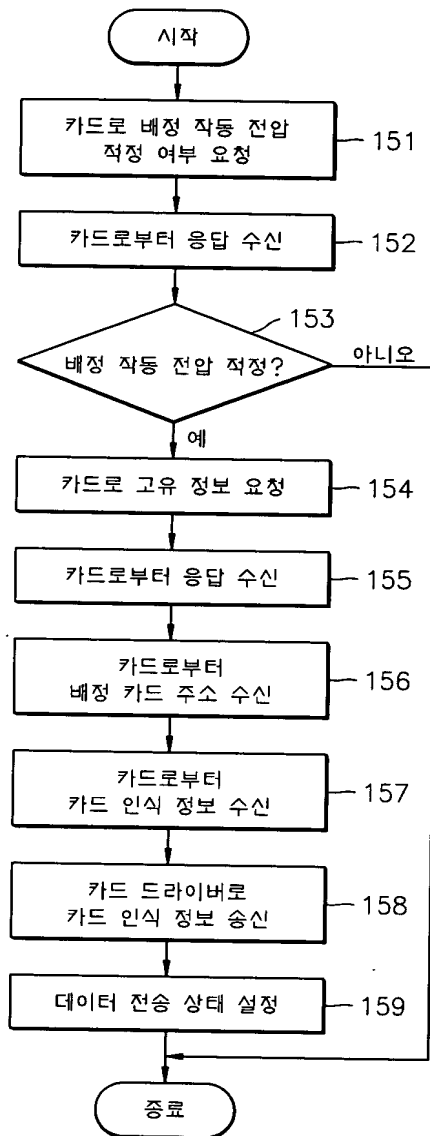 시작
카드로 배정 작동 전압
적정 여부 요청
151
카드로부터 응답 수신
152
153
배정 작동 전압 적정?
아니오
예
카드로 고유 정보 요청
154
카드로부터 응답 수신
155
카드로부터
배정 카드 주소 수신
156
카드로부터
카드 인식 정보 수신
157
카드 드라이버로
카드 인식 정보 송신
158
데이터 전송 상태 설정
159
종료